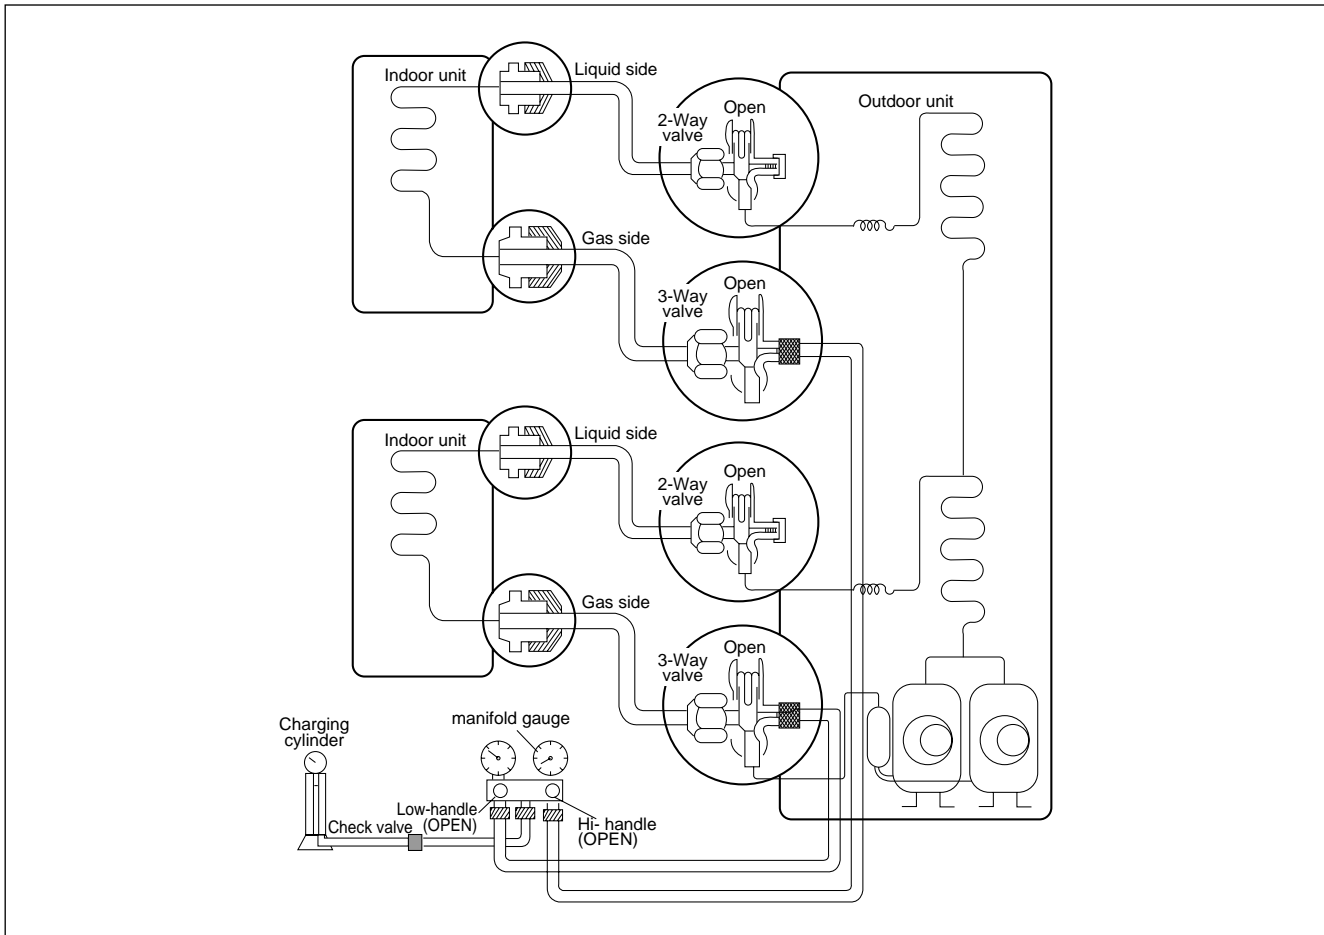 Indoor unit
Liquid side
2-Way
valve
Open
Outdoor unit
Gas side
3-Way
valve
Open
Indoor unit
Liquid side
2-Way
valve
Open
Gas side
3-Way
valve
Open
Charging
cylinder
manifold gauge
Low-handle
(OPEN)
Check valve
Hi- handle
(OPEN)